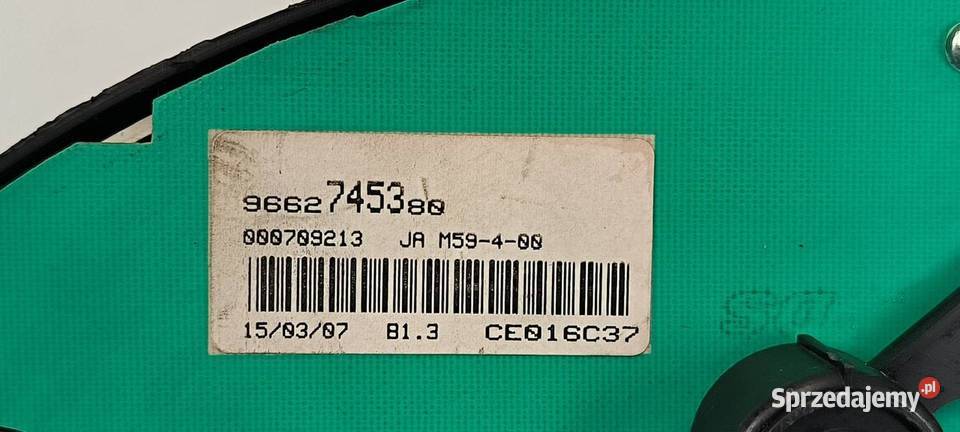 9662745380
000709213 JA M59-4-00
15/03/07 B1.3 CE016C37
Sprzedajemy.pl